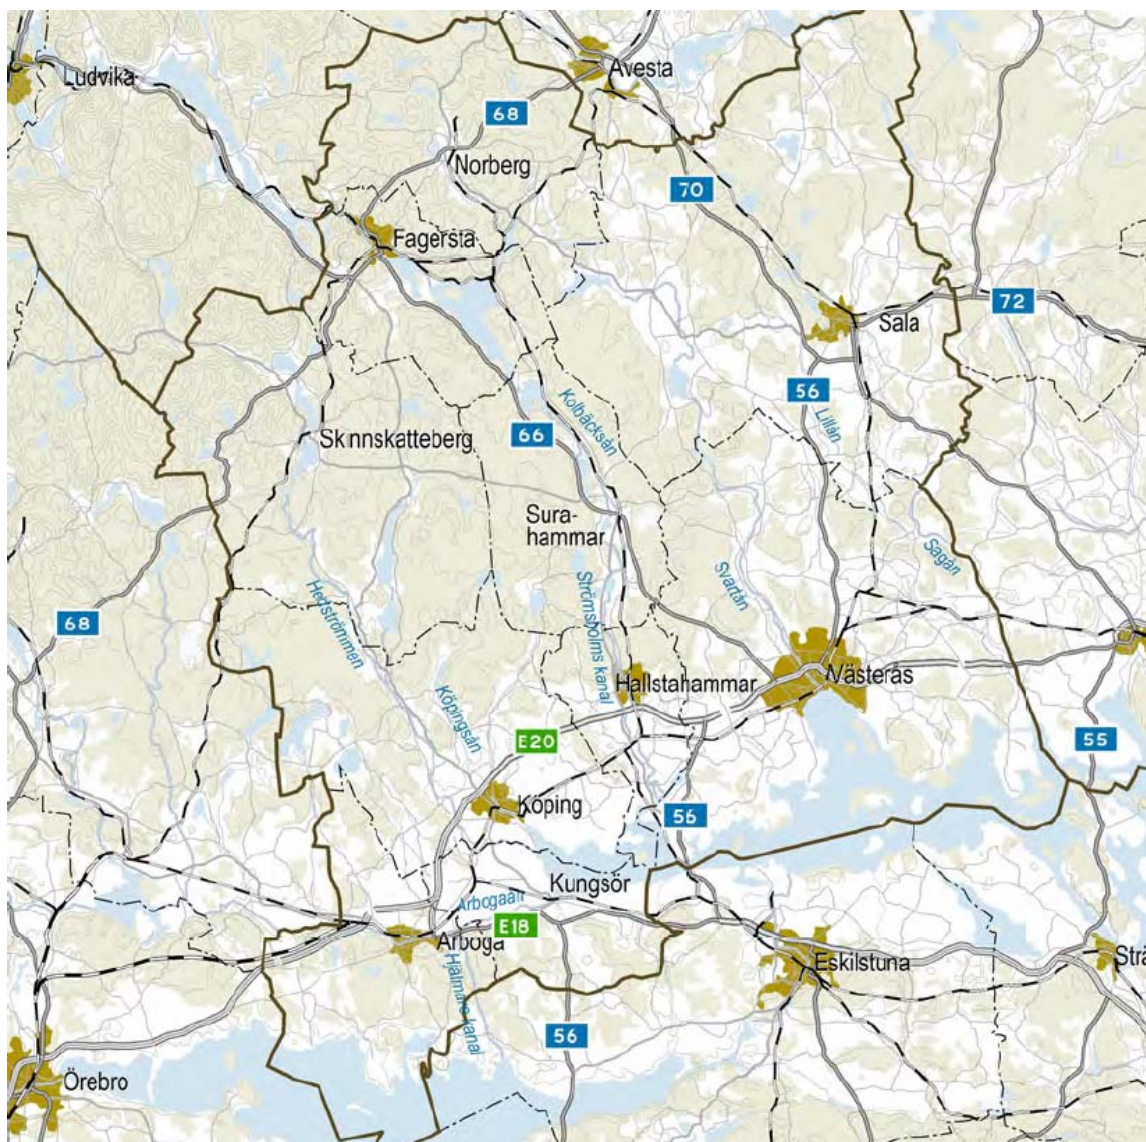 Ludvika
Avesta
68
Norberg
70
Fagersta
72
Sala
56
Lillån
Kolbäcksån
66
Skinnskatteberg
Sura-
hammar
Sagån
Svartån
Strömsholms kanal
Hedströmmen
68
Västerås
Hallstahammar
Köpingsån
E20
55
Köping
56
Kungsör
Arbogaån
E18
Arboga
Eskilstuna
Strä
Hjälmare kanal
56
Örebro